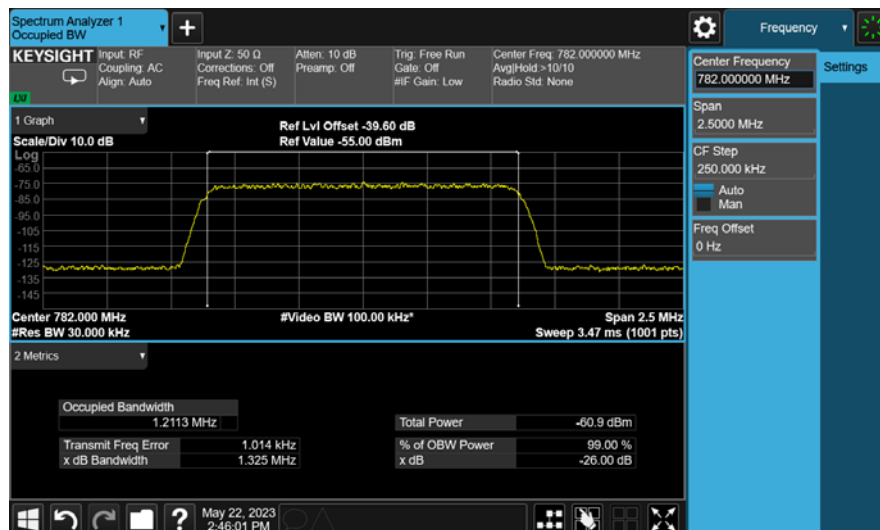 Spectrum Analyzer 1
Occupied BW
Frequency
KEYSIGHT
Input: RF
Coupling: AC
Align: Auto
Input Z: 50 Ω
Corrections: Off
Freq Ref: Int (S)
Atten: 10 dB
Preamp: Off
Trig: Free Run
Gate: Off
#IF Gain: Low
Center Freq: 782.000000 MHz
Avg|Hold:>10/10
Radio Std: None
LXI
Center Frequency
782.000000 MHz
Settings
Span
2.5000 MHz
CF Step
250.000 kHz
Auto
Man
Freq Offset
0 Hz
1 Graph
Scale/Div 10.0 dB
Ref Lvl Offset -39.60 dB
Ref Value -55.00 dBm
Log
-65.0
-75.0
-85.0
-95.0
-105
-115
-125
-135
-145
Center 782.000 MHz
#Video BW 100.00 kHz*
Span 2.5 MHz
#Res BW 30.000 kHz
Sweep 3.47 ms (1001 pts)
2 Metrics
Occupied Bandwidth
1.2113 MHz
Total Power -60.9 dBm
Transmit Freq Error 1.014 kHz
% of OBW Power 99.00 %
x dB Bandwidth 1.325 MHz
x dB -26.00 dB
May 22, 2023
2:46:01 PM